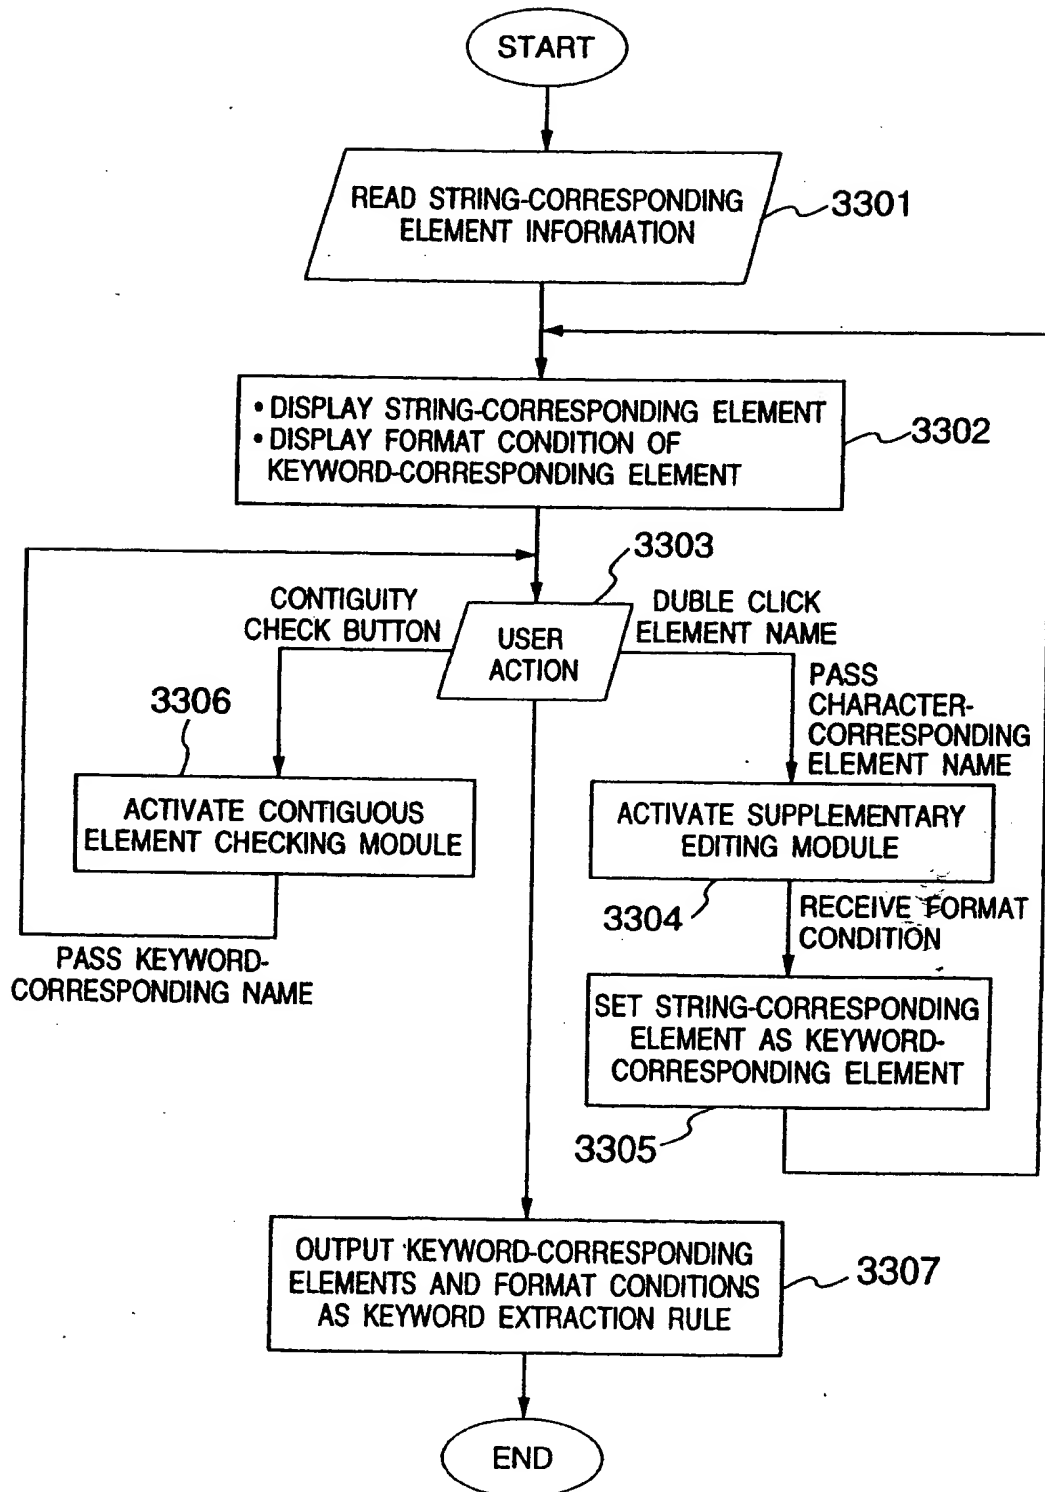 START
READ STRING-CORRESPONDING
ELEMENT INFORMATION
3301
• DISPLAY STRING-CORRESPONDING ELEMENT
• DISPLAY FORMAT CONDITION OF
KEYWORD-CORRESPONDING ELEMENT
3302
3303
CONTIGUITY
CHECK BUTTON
USER
ACTION
DUBLE CLICK
ELEMENT NAME
PASS
CHARACTER-
CORRESPONDING
ELEMENT NAME
3306
ACTIVATE CONTIGUOUS
ELEMENT CHECKING MODULE
PASS KEYWORD-
CORRESPONDING NAME
ACTIVATE SUPPLEMENTARY
EDITING MODULE
3304
RECEIVE FORMAT
CONDITION
SET STRING-CORRESPONDING
ELEMENT AS KEYWORD-
CORRESPONDING ELEMENT
3305
OUTPUT KEYWORD-CORRESPONDING
ELEMENTS AND FORMAT CONDITIONS
AS KEYWORD EXTRACTION RULE
3307
END